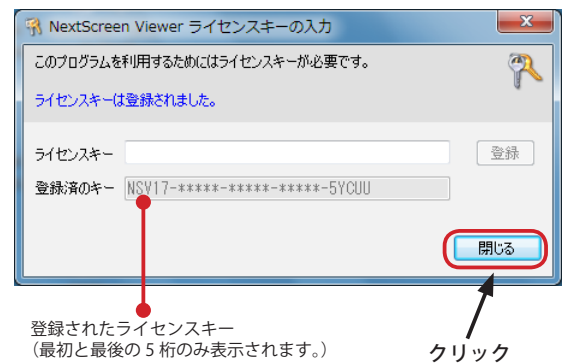 NextScreen Viewer ライセンスキーの入力
このプログラムを利用するためにはライセンスキーが必要です。
ライセンスキーは登録されました。
ライセンスキー
登録
登録済のキー NSV17-*****-*****-*****-5YCUU
閉じる
登録されたライセンスキー
（最初と最後の 5 桁のみ表示されます。）
クリック